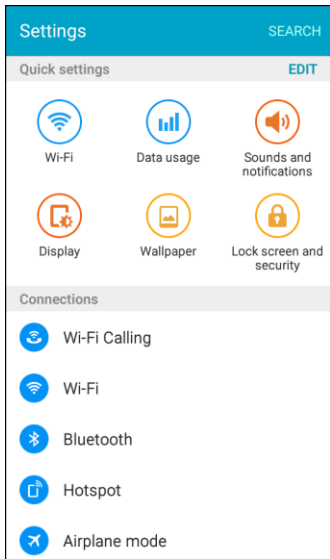 Settings SEARCH
Quick settings EDIT
Wi-Fi Data usage Sounds and
notifications
Display Wallpaper Lock screen and
security
Connections
Wi-Fi Calling
Wi-Fi
Bluetooth
Hotspot
Airplane mode